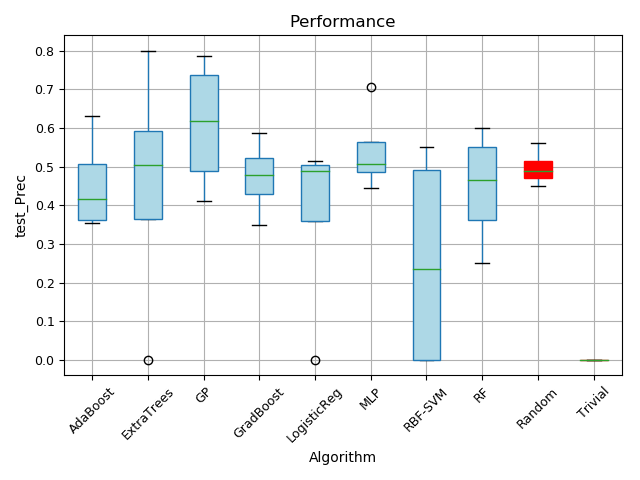 Performance
test_Prec
0.8
0.7
0.6
0.5
0.4
0.3
0.2
0.1
0.0
AdaBoost
ExtraTrees
GP
GradBoost
LogisticReg
MLP
RBF-SVM
RF
Random
Trivial
Algorithm